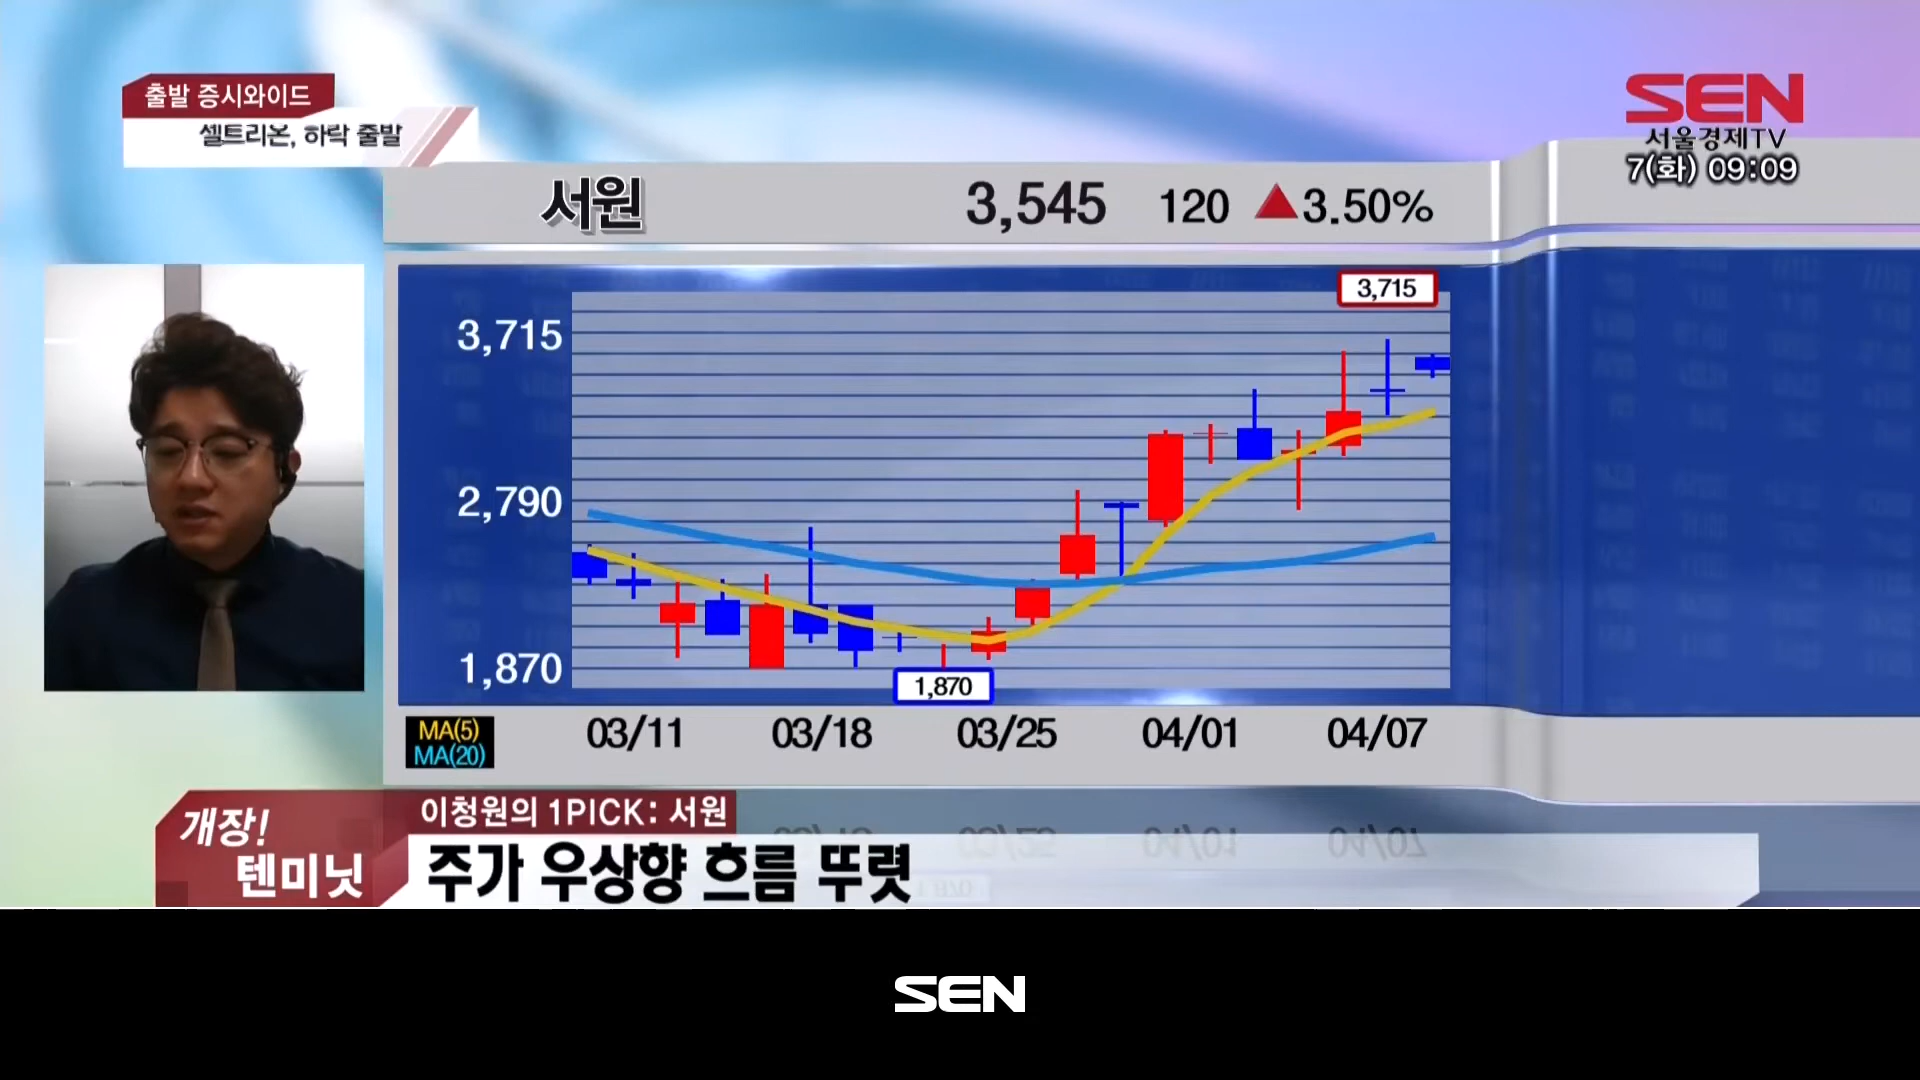 출발 증시와이드
셀트리온, 하락 출발
SEN
서울경제TV
7(화) 09:09
서원 3,545 120 ▲3.50%
3,715
3,715
2,790
1,870
1,870
MA(5)
MA(20)
03/11 03/18 03/25 04/01 04/07
개장!
텐미닛
이청원의 1PICK: 서원
주가 우상향 흐름 뚜렷
SEN